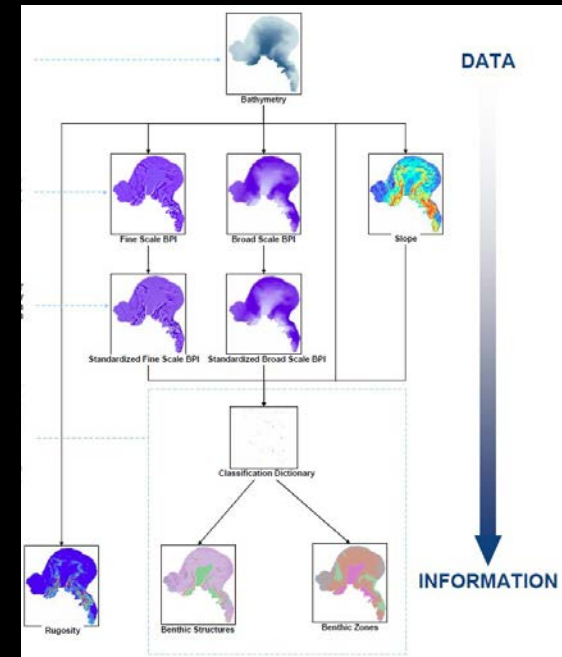 DATA
Bathymetry
Fine Scale BPI
Broad Scale BPI
Slope
Standardized Fine Scale BPI
Standardized Broad Scale BPI
Classification Dictionary
INFORMATION
Rugosity
Benthic Structures
Benthic Zones